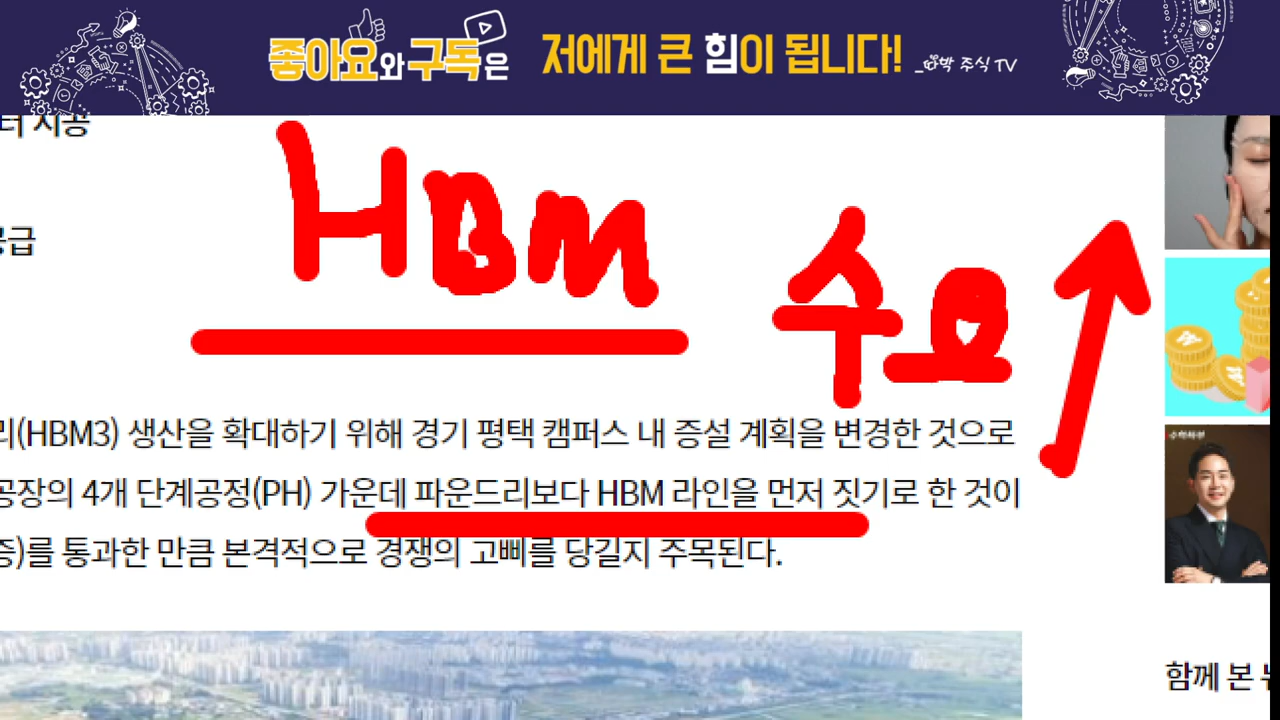 좋아요와 구독은 저에게 큰 힘이 됩니다!
주식 TV
터 시공
HBM
수요
공급
리(HBM3) 생산을 확대하기 위해 경기 평택 캠퍼스 내 증설 계획을 변경한 것으로
공장의 4개 단계공정(PH) 가운데 파운드리보다 HBM 라인을 먼저 짓기로 한 것이
증)를 통과한 만큼 본격적으로 경쟁의 고삐를 당길지 주목된다.
함께 본